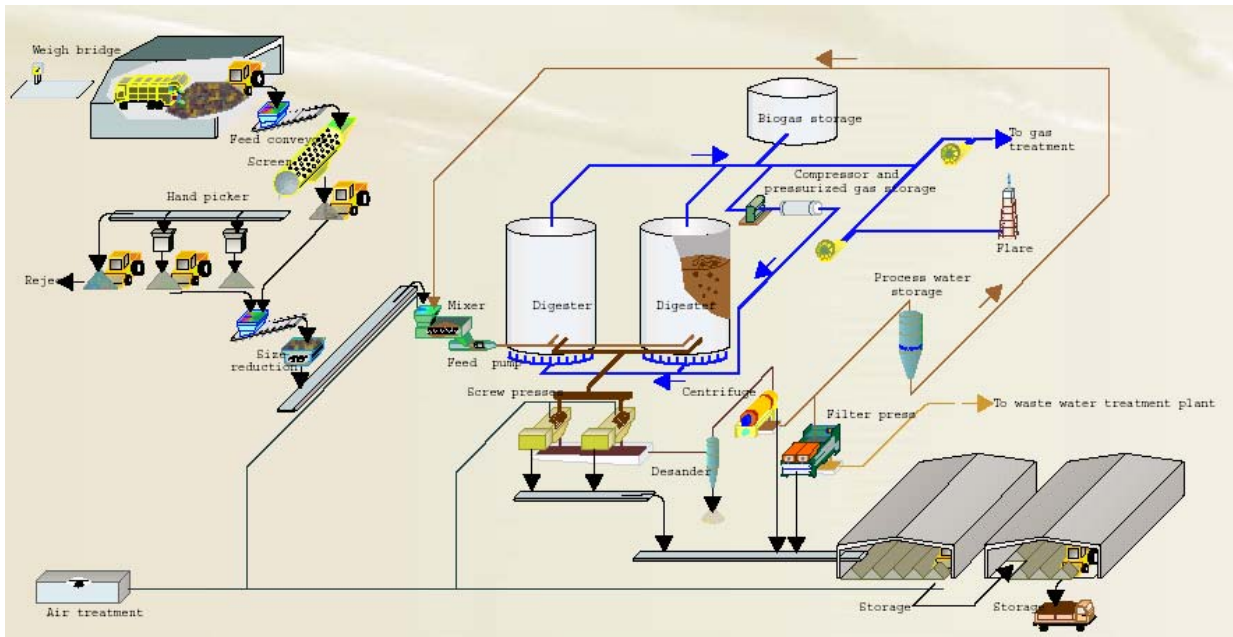 Weigh bridge
Feed conveyo
Screen
Hand picker
Rejec
Size
reduction
Mixer
Feed pump
Digester
Digester
Biogas storage
Compressor and
pressurized gas storage
To gas
treatment
Flare
Process water
storage
Screw presses
Centrifuge
Filter press
To waste water treatment plant
Desander
Air treatment
Storage
Storage